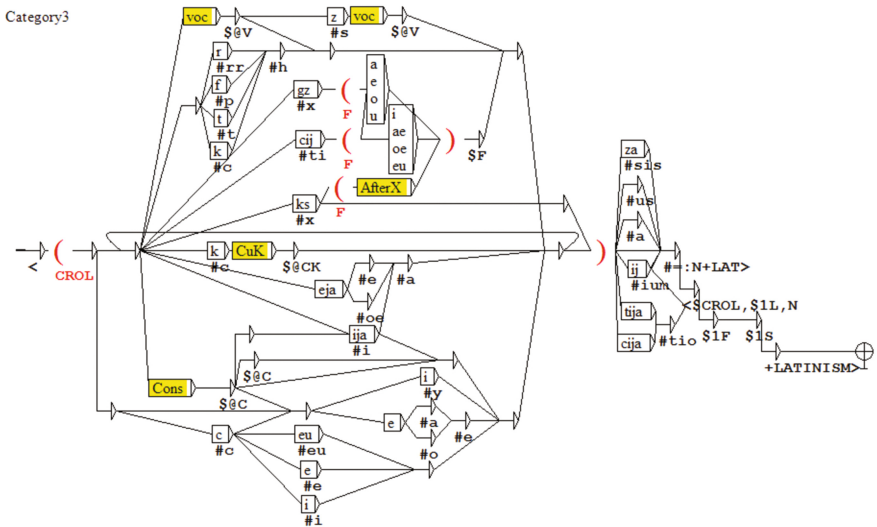 Category3
voc
$@V
z
#s
voc
$@V
r
#rr
f
#p
t
#t
k
#c
#h
gz
#x
(
F
a
e
o
u
i
ae
oe
eu
)
$F
cij
#ti
(
F
ks
#x
(
F
AfterX
<
(
CROL
k
#c
CuK
$@CK
eja
#e
#oe
#a
ija
#i
$@C
Cons
$@C
i
#y
e
#a
#o
#e
c
#c
eu
#eu
e
#e
i
#i
)
za
#sis
#us
#a
ij
#ium
tija
cija
#tio
#=:N+LAT>
<$CROL,$1L,N
$1F
$1S
+LATINISM>